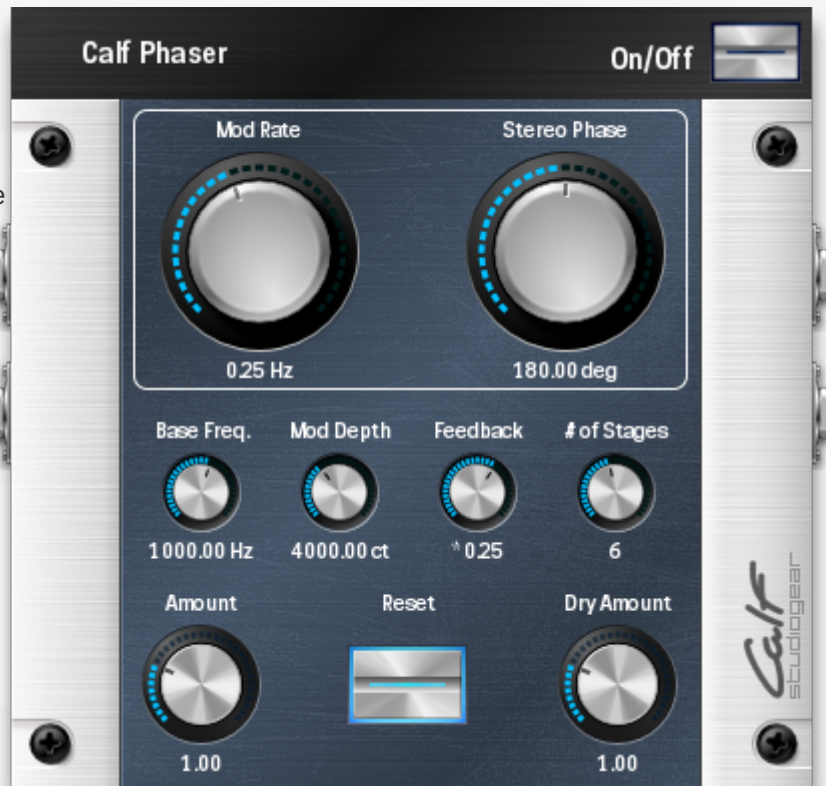 Calf Phaser
On/Off
Mod Rate
Stereo Phase
0.25 Hz
180.00 deg
Base Freq.
Mod Depth
Feedback
# of Stages
1000.00 Hz
4000.00 ct
* 0.25
6
Amount
Reset
Dry Amount
1.00
1.00
Calf
studiogear
e